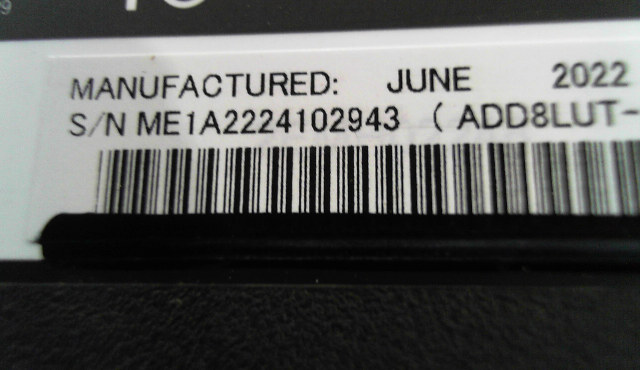 MANUFACTURED: JUNE 2022
S/N ME1A2224102943 ( ADD8LUT-